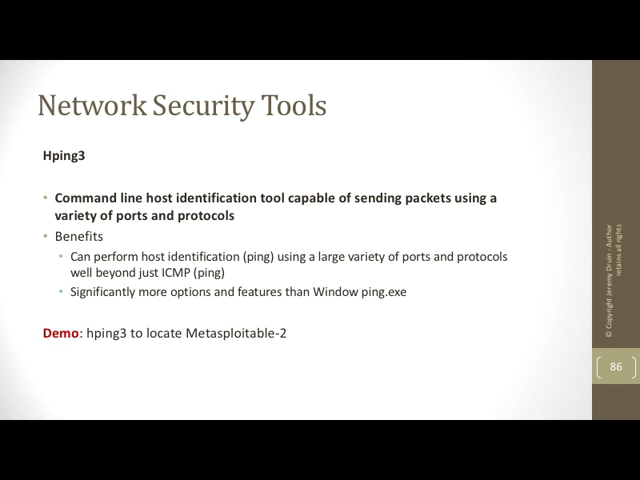 Network Security Tools
Hping3
• Command line host identification tool capable of sending packets using a
variety of ports and protocols
• Benefits
• Can perform host identification (ping) using a large variety of ports and protocols
well beyond just ICMP (ping)
• Significantly more options and features than Window ping.exe
Demo: hping3 to locate Metasploitable-2
© Copyright Jeremy Druin - Author
retains all rights
86